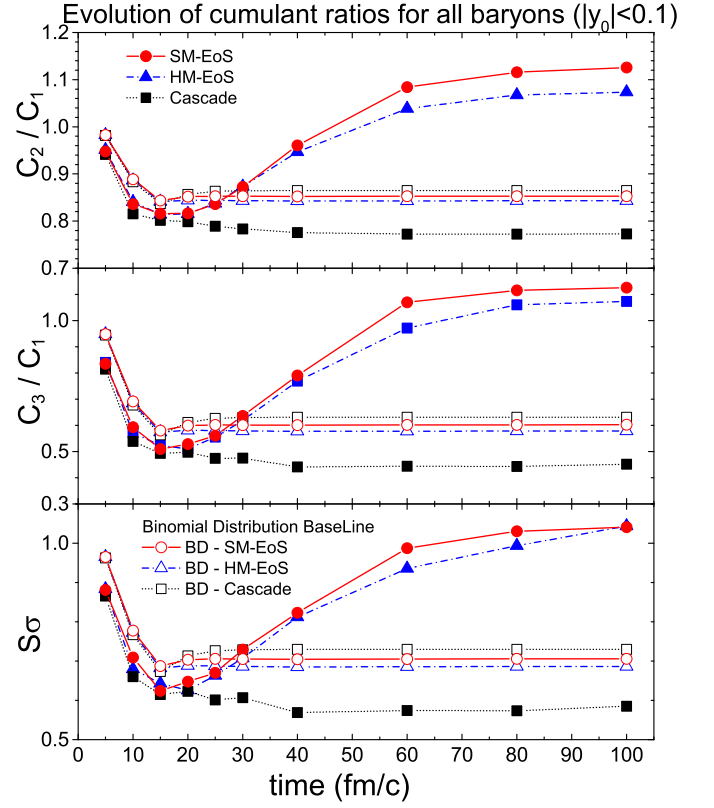 Evolution of cumulant ratios for all baryons (|y₀|<0.1)
1.2
1.1
1.0
0.9
0.8
0.7
C₂ / C₁
SM-EoS
HM-EoS
Cascade
1.0
0.5
0.3
C₃ / C₁
1.0
0.5
Sσ
Binomial Distribution BaseLine
BD - SM-EoS
BD - HM-EoS
BD - Cascade
0 10 20 30 40 50 60 70 80 90 100
time (fm/c)